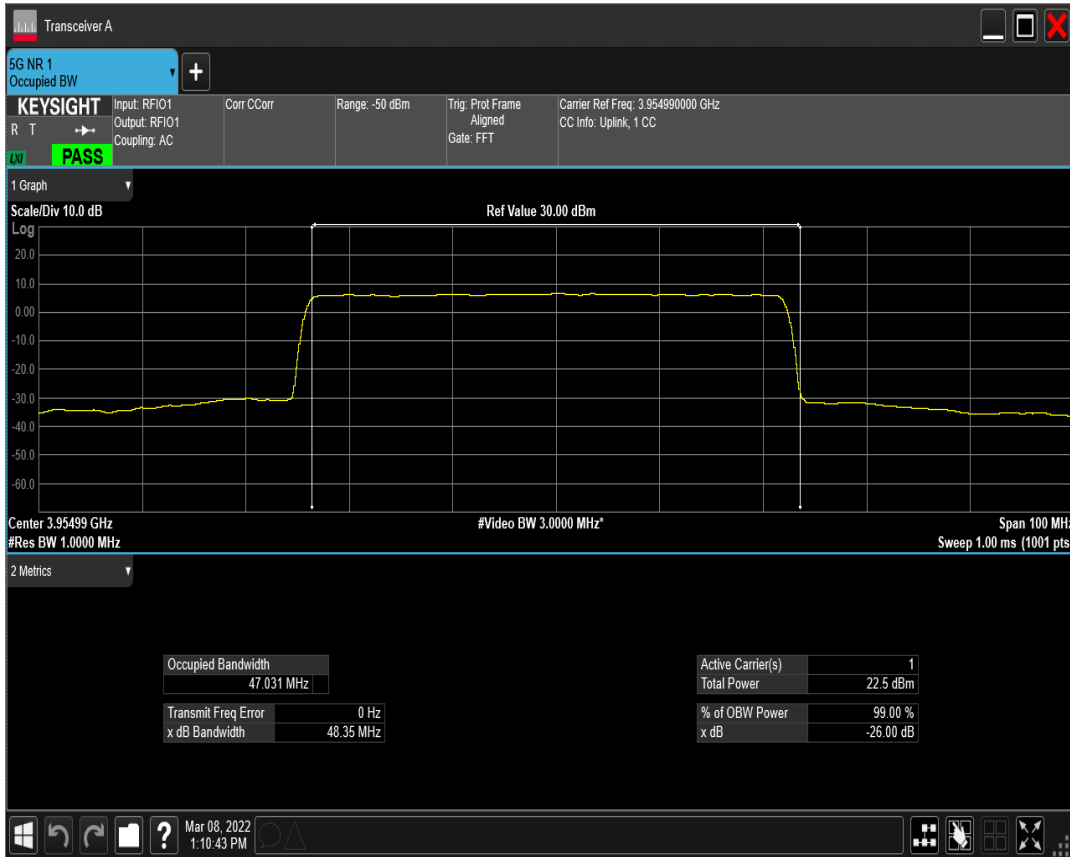 Transceiver A
5G NR 1
Occupied BW
KEYSIGHT
R T
LXI
PASS
Input: RFIO1
Output: RFIO1
Coupling: AC
Corr CCorr
Range: -50 dBm
Trig: Prot Frame
Aligned
Gate: FFT
Carrier Ref Freq: 3.954990000 GHz
CC Info: Uplink, 1 CC
1 Graph
Scale/Div 10.0 dB
Ref Value 30.00 dBm
Log
20.0
10.0
0.00
-10.0
-20.0
-30.0
-40.0
-50.0
-60.0
Center 3.95499 GHz
#Video BW 3.0000 MHz*
Span 100 MHz
#Res BW 1.0000 MHz
Sweep 1.00 ms (1001 pts
2 Metrics
Occupied Bandwidth
47.031 MHz
Transmit Freq Error 0 Hz
x dB Bandwidth 48.35 MHz
Active Carrier(s) 1
Total Power 22.5 dBm
% of OBW Power 99.00 %
x dB -26.00 dB
?
Mar 08, 2022
1:10:43 PM